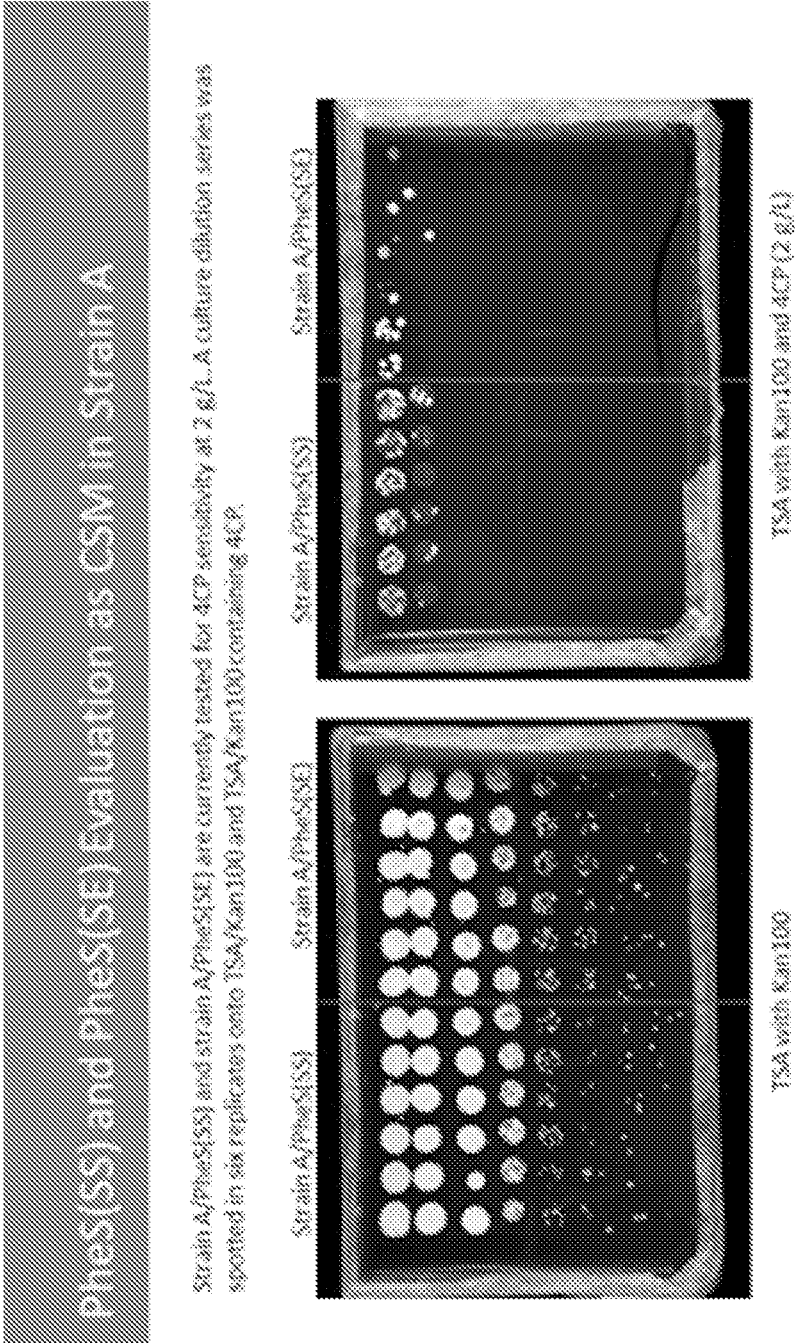 PheS(SS) and PheS(SE) Evaluation as CSM in Strain A
Strain A/PheS(SS) and strain A/PheS(SE) are currently tested for 4CP sensitivity at 2 g/L. A culture dilution series was
spotted in six replicates onto TSA/Kan100 and TSA/Kan100 containing 4CP.
Strain A/PheS(SS)
Strain A/PheS(SE)
Strain A/PheS(SS)
Strain A/PheS(SE)
TSA with Kan100
TSA with Kan100 and 4CP (2 g/L)